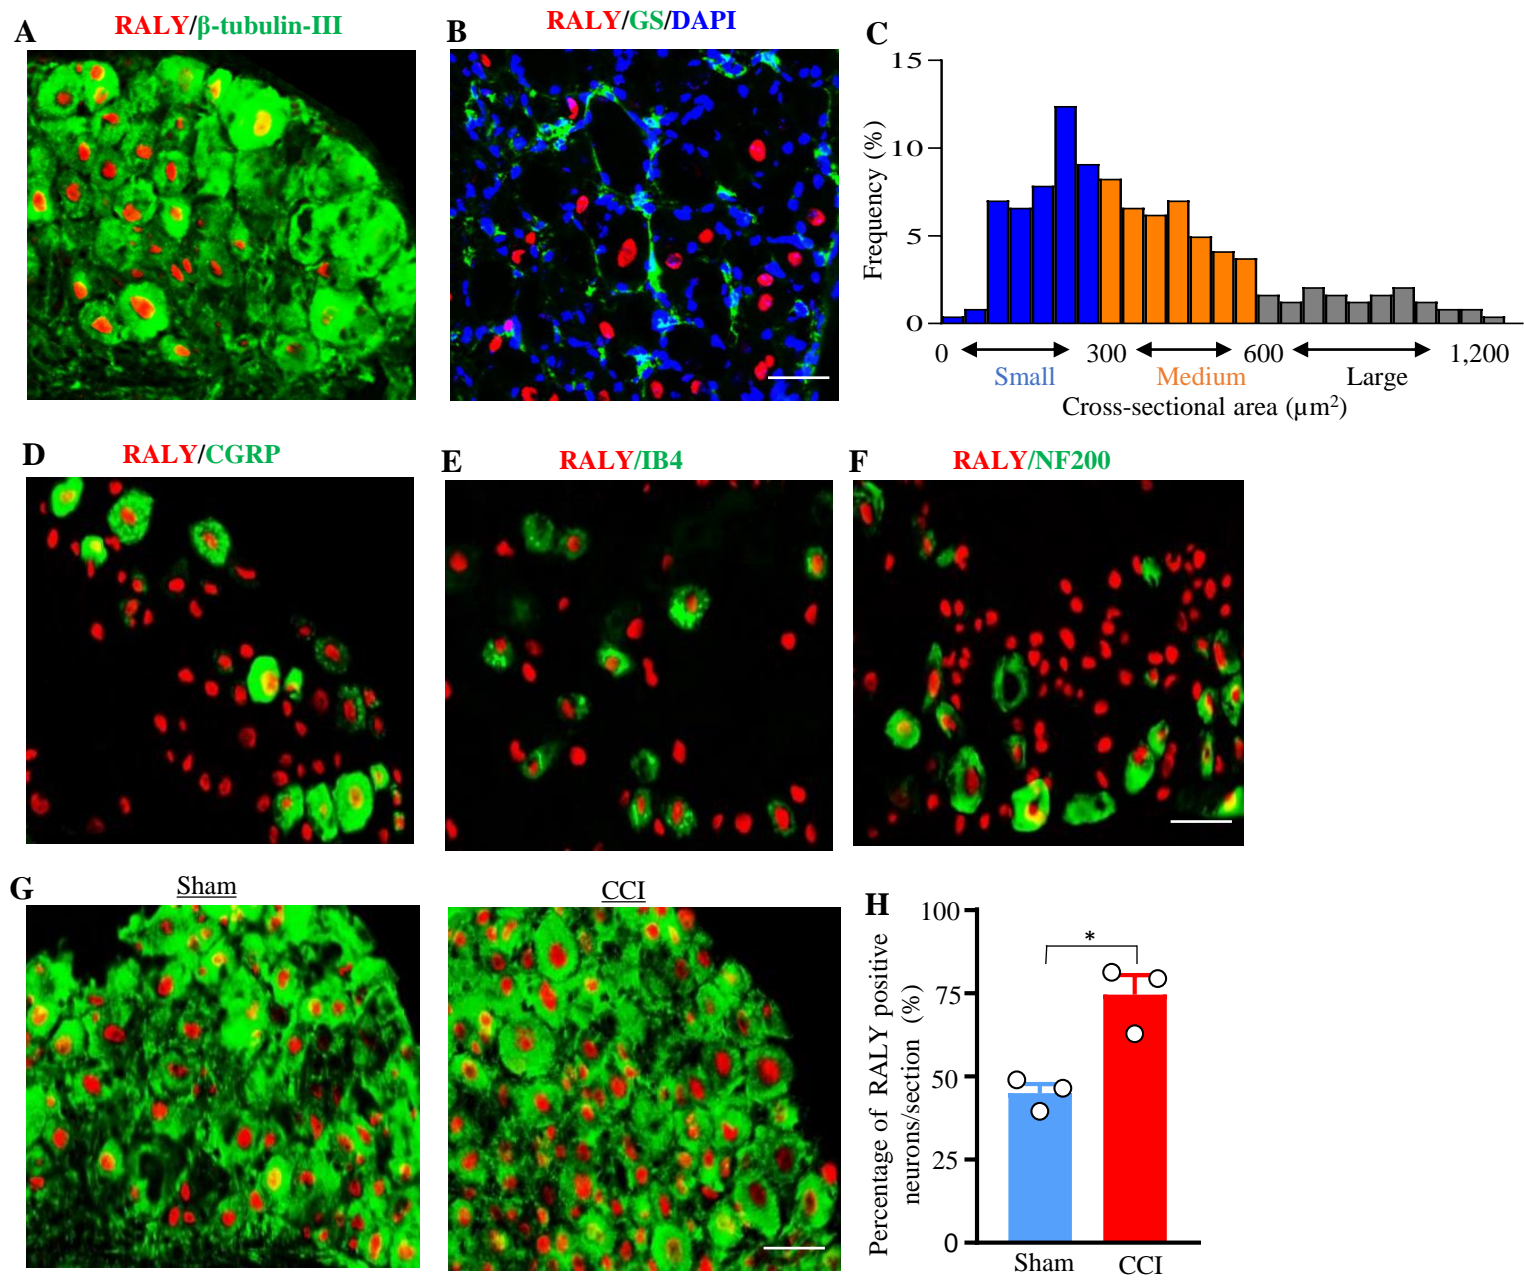 A
RALY/β-tubulin-III
B
RALY/GS/DAPI
C
15
10
5
0
Frequency (%)
0
300
600
1,200
Small
Medium
Large
Cross-sectional area (µm²)
D
RALY/CGRP
E
RALY/IB4
F
RALY/NF200
G
Sham
CCI
H
100
75
50
25
0
Percentage of RALY positive
neurons/section (%)
*
Sham
CCI